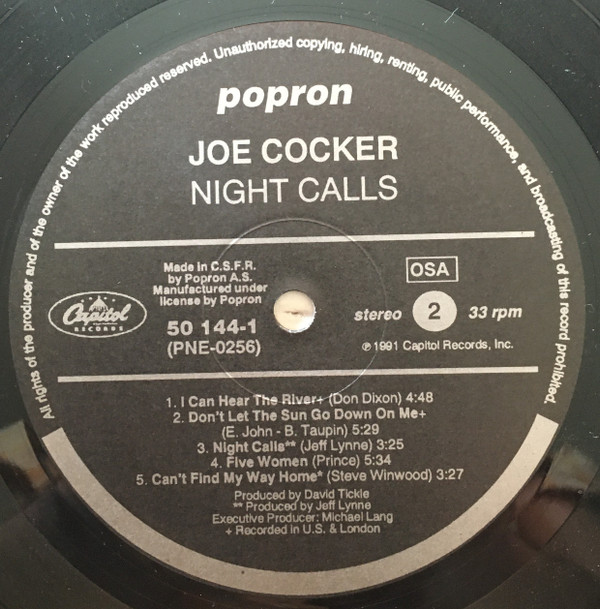 All rights of the producer and of the owner of the work reproduced reserved. Unauthorized copying, hiring, renting, public performance, and broadcasting of this record prohibited.
popron
JOE COCKER
NIGHT CALLS
Made in C.S.F.R.
by Popron A.S.
Manufactured under
license by Popron
50 144-1
(PNE-0256)
Capitol
RECORDS
OSA
stereo 2 33 rpm
℗ 1991 Capitol Records, Inc.
1. I Can Hear The River+ (Don Dixon) 4:48
2. Don't Let The Sun Go Down On Me+
(E. John - B. Taupin) 5:29
3. Night Calls** (Jeff Lynne) 3:25
4. Five Women (Prince) 5:34
5. Can't Find My Way Home* (Steve Winwood) 3:27
Produced by David Tickle
** Produced by Jeff Lynne
Executive Producer: Michael Lang
+ Recorded in U.S. & London